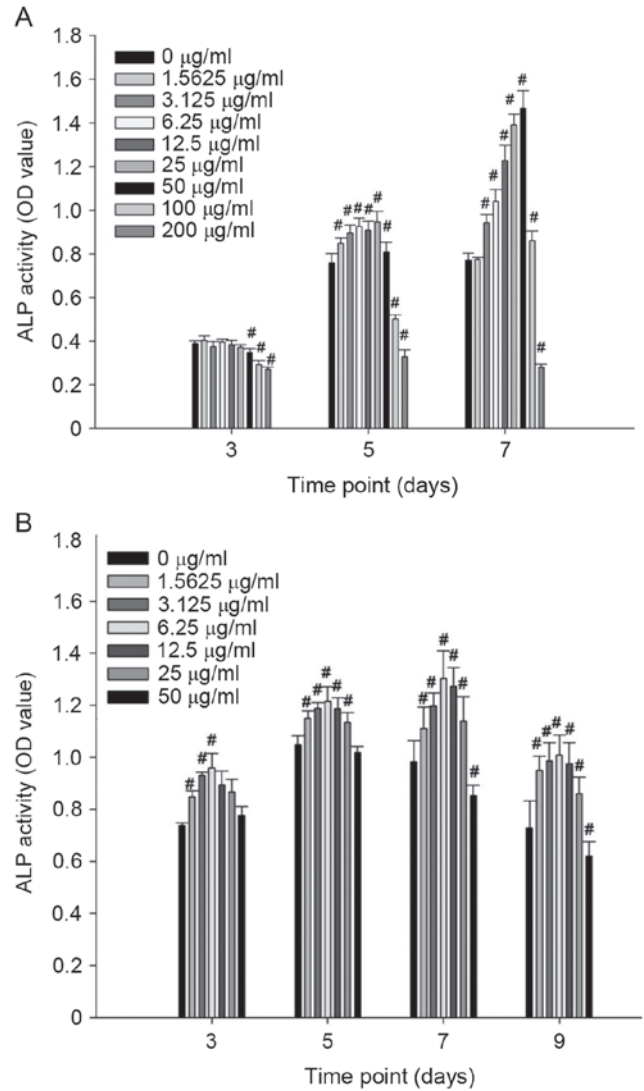 A
1.8
1.6
1.4
1.2
1.0
0.8
0.6
0.4
0.2
0
ALP activity (OD value)
0 μg/ml
1.5625 μg/ml
3.125 μg/ml
6.25 μg/ml
12.5 μg/ml
25 μg/ml
50 μg/ml
100 μg/ml
200 μg/ml
# # #
# # # # # # #
# # # # # # #
3 5 7
Time point (days)
B
1.8
1.6
1.4
1.2
1.0
0.8
0.6
0.4
0.2
0
ALP activity (OD value)
0 μg/ml
1.5625 μg/ml
3.125 μg/ml
6.25 μg/ml
12.5 μg/ml
25 μg/ml
50 μg/ml
# # #
# # # # #
# # # # # #
# # # # # #
3 5 7 9
Time point (days)